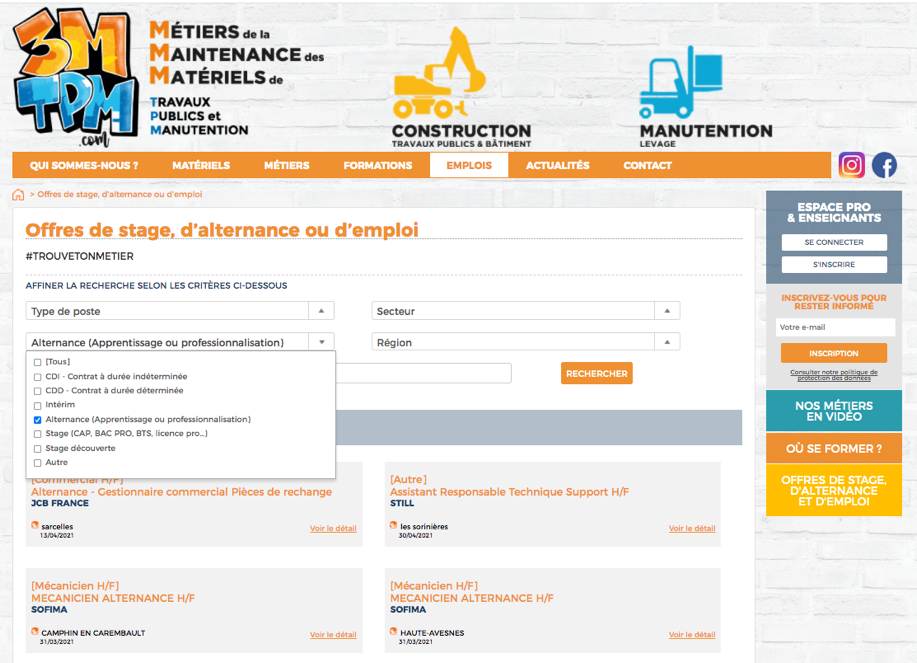 3M
TPM
.com
MÉTIERS de la
MAINTENANCE des
MATÉRIELS de
TRAVAUX
PUBLICS et
MANUTENTION
CONSTRUCTION
TRAVAUX PUBLICS & BÂTIMENT
MANUTENTION
LEVAGE
QUI SOMMES-NOUS ? MATÉRIELS MÉTIERS FORMATIONS EMPLOIS ACTUALITÉS CONTACT
> Offres de stage, d'alternance ou d'emploi
Offres de stage, d'alternance ou d'emploi
#TROUVETONMETIER
AFFINER LA RECHERCHE SELON LES CRITÈRES CI-DESSOUS
Type de poste
Secteur
Alternance (Apprentissage ou professionnalisation)
Région
[Tous]
CDI - Contrat à durée indéterminée
CDD - Contrat à durée déterminée
Intérim
Alternance (Apprentissage ou professionnalisation)
Stage (CAP, BAC PRO, BTS, licence pro...)
Stage découverte
Autre
RECHERCHER
[Commercial H/F]
Alternance - Gestionnaire commercial Pièces de rechange
JCB FRANCE
sarcelles
13/04/2021
Voir le détail
[Autre]
Assistant Responsable Technique Support H/F
STILL
les sorinières
30/04/2021
Voir le détail
[Mécanicien H/F]
MECANICIEN ALTERNANCE H/F
SOFIMA
CAMPHIN EN CAREMBAULT
31/03/2021
Voir le détail
[Mécanicien H/F]
MECANICIEN ALTERNANCE H/F
SOFIMA
HAUTE-AVESNES
31/03/2021
Voir le détail
ESPACE PRO
& ENSEIGNANTS
SE CONNECTER
S'INSCRIRE
INSCRIVEZ-VOUS POUR
RESTER INFORMÉ
Votre e-mail
INSCRIPTION
Consulter notre politique de
protection des données
NOS MÉTIERS
EN VIDÉO
OÙ SE FORMER ?
OFFRES DE STAGE,
D'ALTERNANCE
ET D'EMPLOI